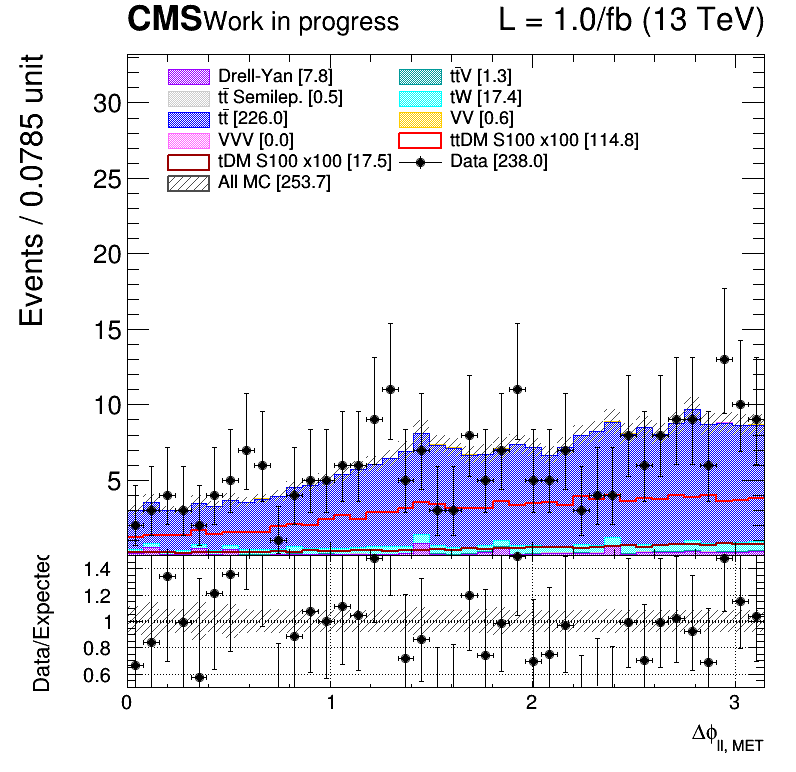 CMS Work in progress L = 1.0/fb (13 TeV)
Events / 0.0785 unit
Drell-Yan [7.8] tt̄V [1.3]
tt̄ Semilep. [0.5] tW [17.4]
tt̄ [226.0] VV [0.6]
VVV [0.0] ttDM S100 x100 [114.8]
tDM S100 x100 [17.5] Data [238.0]
All MC [253.7]
30
25
20
15
10
5
Data/Expected
1.4
1.2
1
0.8
0.6
0 1 2 3
Δϕll, MET